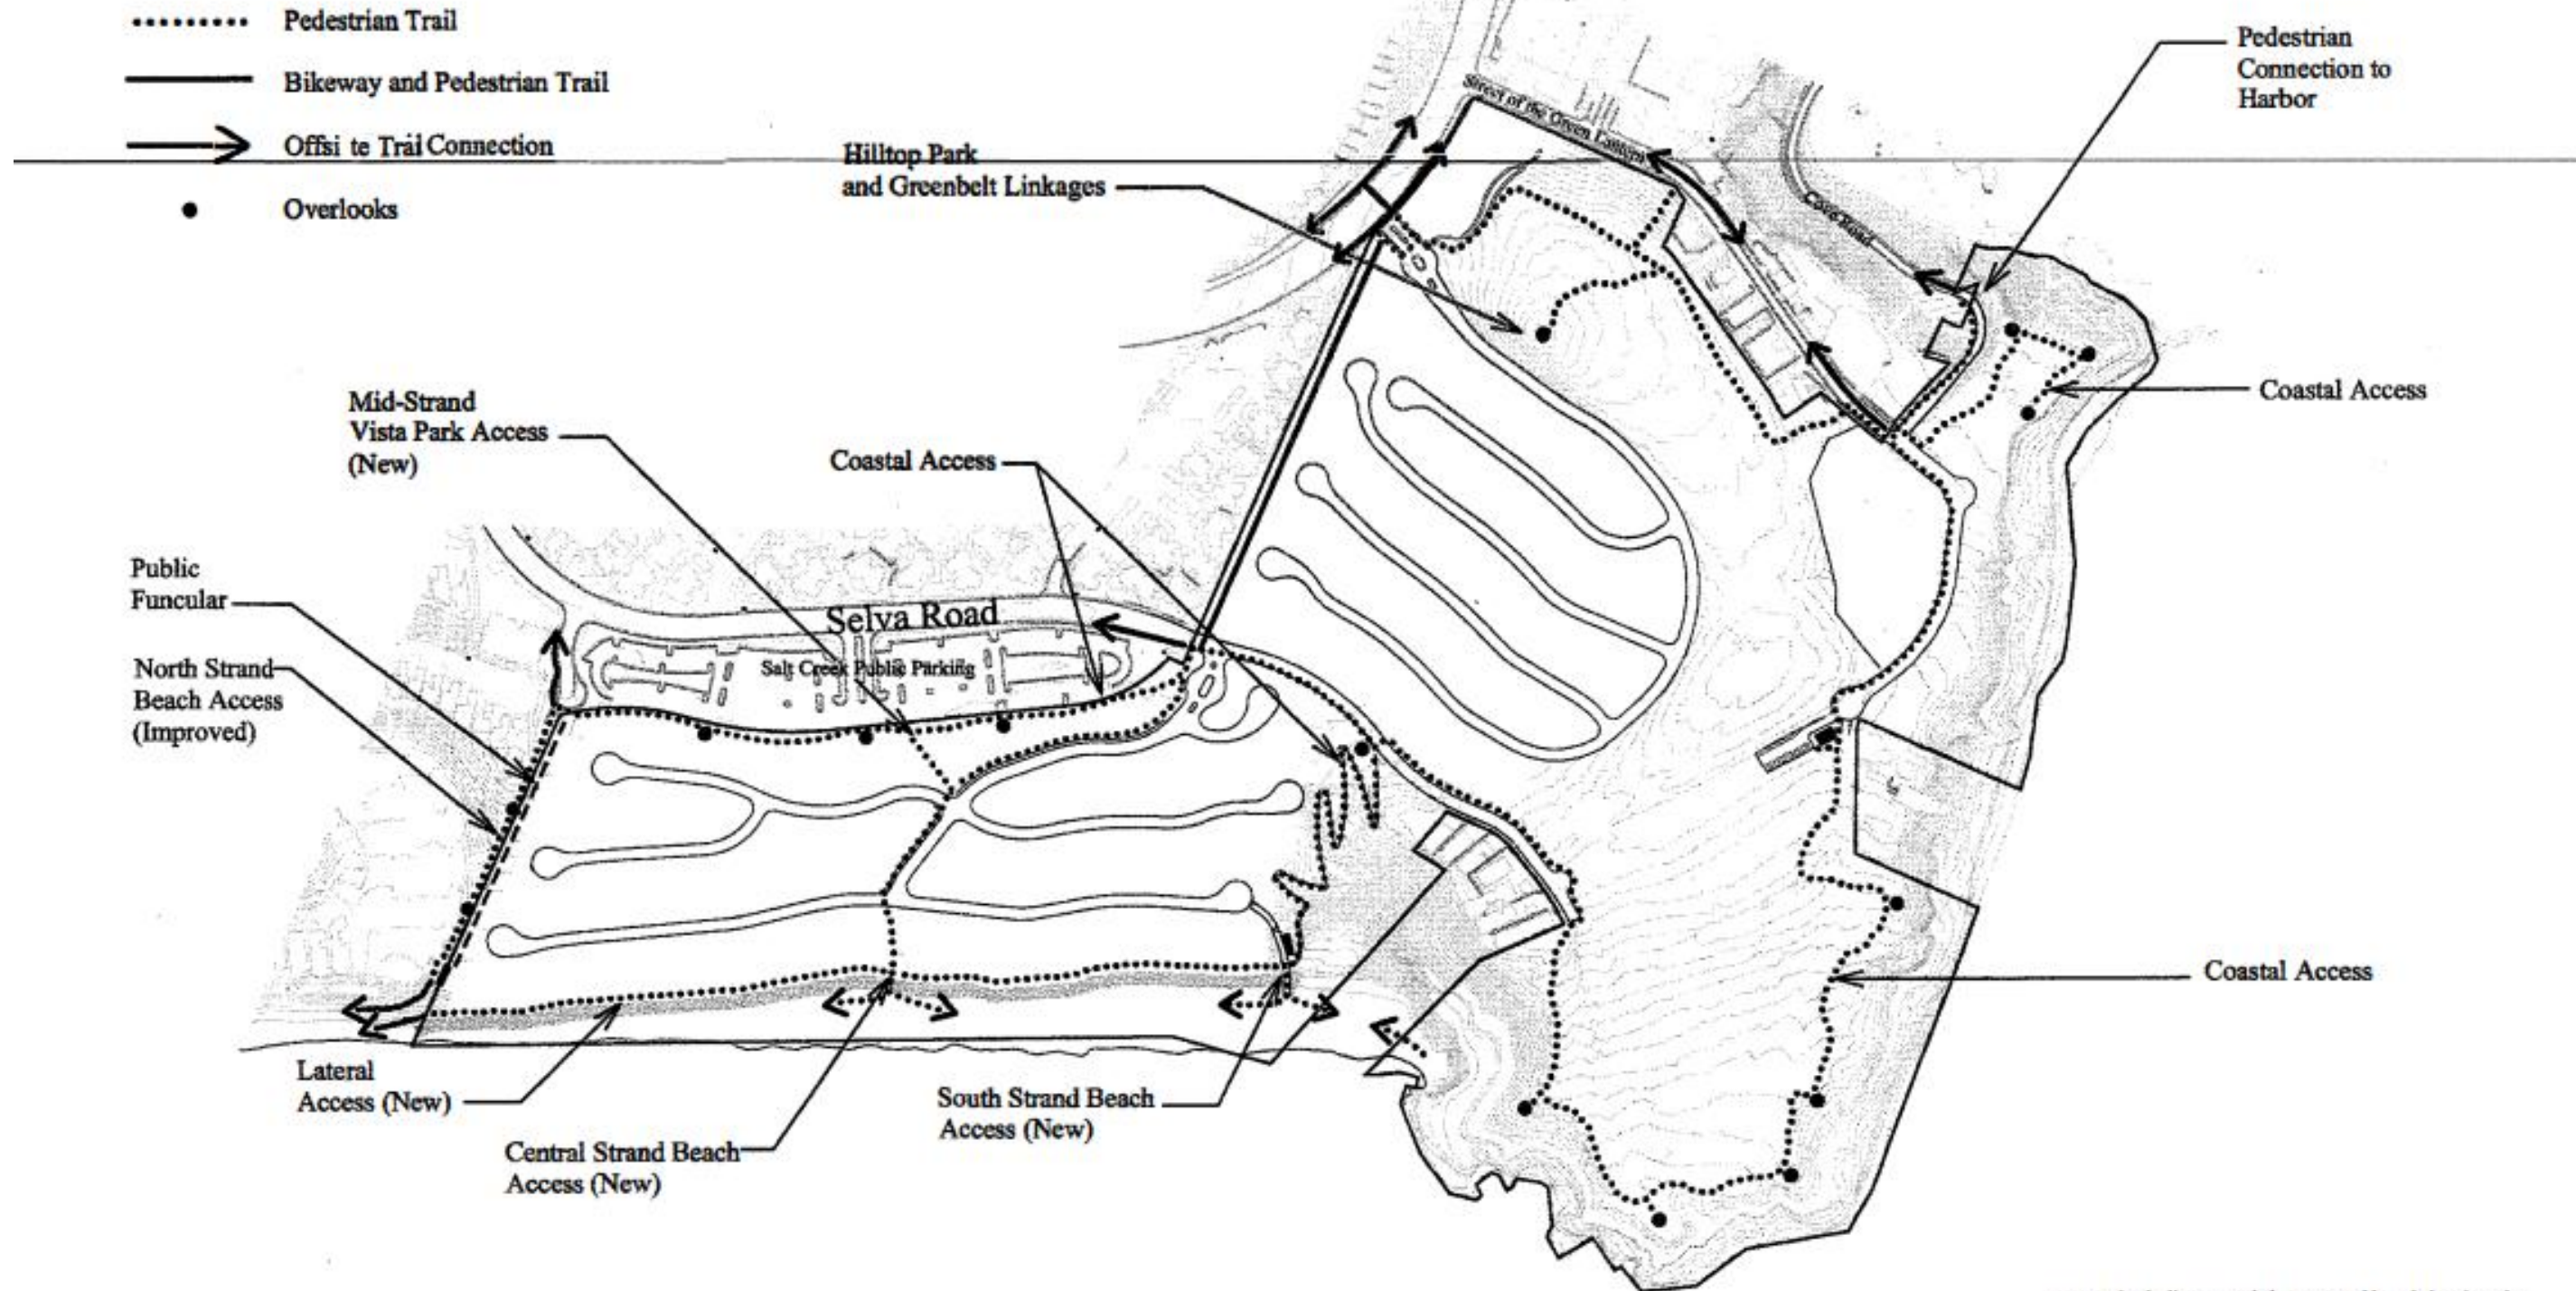 Pedestrian Trail
Bikeway and Pedestrian Trail
Offsi te Trail Connection
Overlooks
Street of the Green Lantern
Pedestrian
Connection to
Harbor
Hilltop Park
and Greenbelt Linkages
Cove Road
Coastal Access
Mid-Strand
Vista Park Access
(New)
Coastal Access
Public
Funcular
Selva Road
Salt Creek Public Parking
North Strand
Beach Access
(Improved)
Coastal Access
Lateral
Access (New)
South Strand Beach
Access (New)
Central Strand Beach
Access (New)